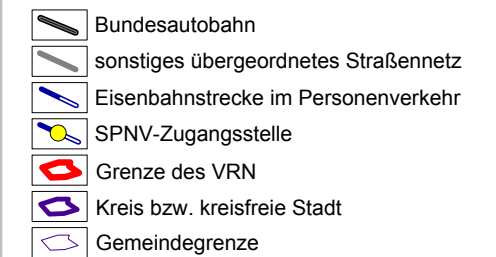 Bundesautobahn
sonstiges übergeordnetes Straßennetz
Eisenbahnstrecke im Personenverkehr
SPNV-Zugangsstelle
Grenze des VRN
Kreis bzw. kreisfreie Stadt
Gemeindegrenze